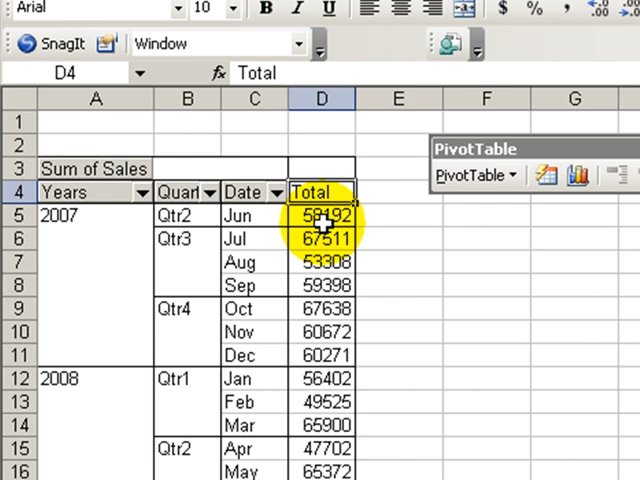 Arial 10 B I U $ % ,
SnagIt Window
D4 fx Total
A B C D E F G
1
2
PivotTable
3 Sum of Sales
PivotTable
4 Years Quar Date Total
5 2007 Qtr2 Jun 58192
6 Qtr3 Jul 67511
7 Aug 53308
8 Sep 59398
9 Qtr4 Oct 67638
10 Nov 60672
11 Dec 60271
12 2008 Qtr1 Jan 56402
13 Feb 49525
14 Mar 65900
15 Qtr2 Apr 47702
16 May 65372